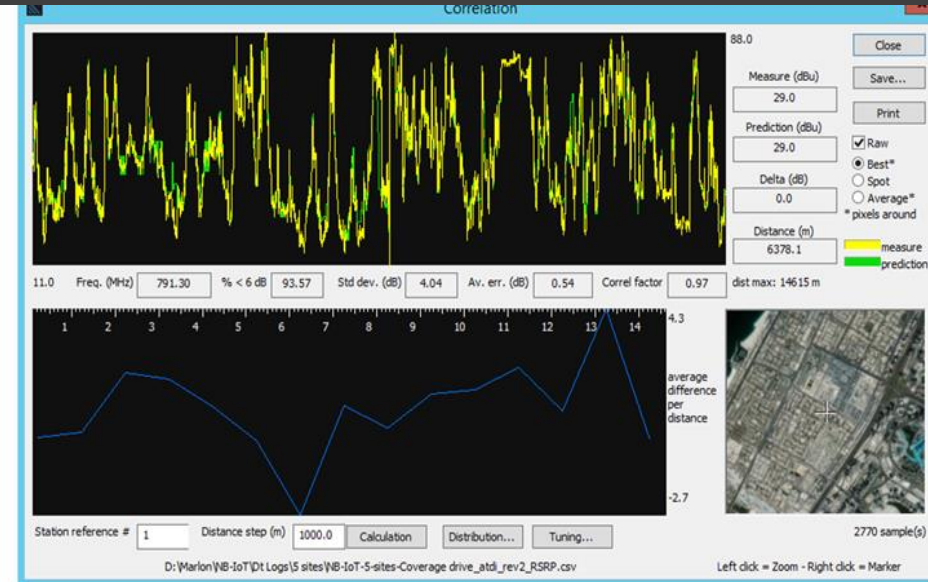 Correlation
88.0
Close
Measure (dBu)
29.0
Save...
Print
Prediction (dBu)
29.0
Raw
Best*
Delta (dB)
0.0
Spot
Average*
* pixels around
Distance (m)
6378.1
measure
prediction
11.0 Freq. (MHz) 791.30 % < 6 dB 93.57 Std dev. (dB) 4.04 Av. err. (dB) 0.54 Correl factor 0.97 dist max: 14615 m
1 2 3 4 5 6 7 8 9 10 11 12 13 14
4.3
average
difference
per
distance
-2.7
Station reference # 1 Distance step (m) 1000.0 Calculation Distribution... Tuning... 2770 sample(s)
D:\Marlon\NB-IoT\Dt Logs\5 sites\NB-IoT-5-sites-Coverage drive_atdi_rev2_RSRP.csv Left click = Zoom - Right click = Marker